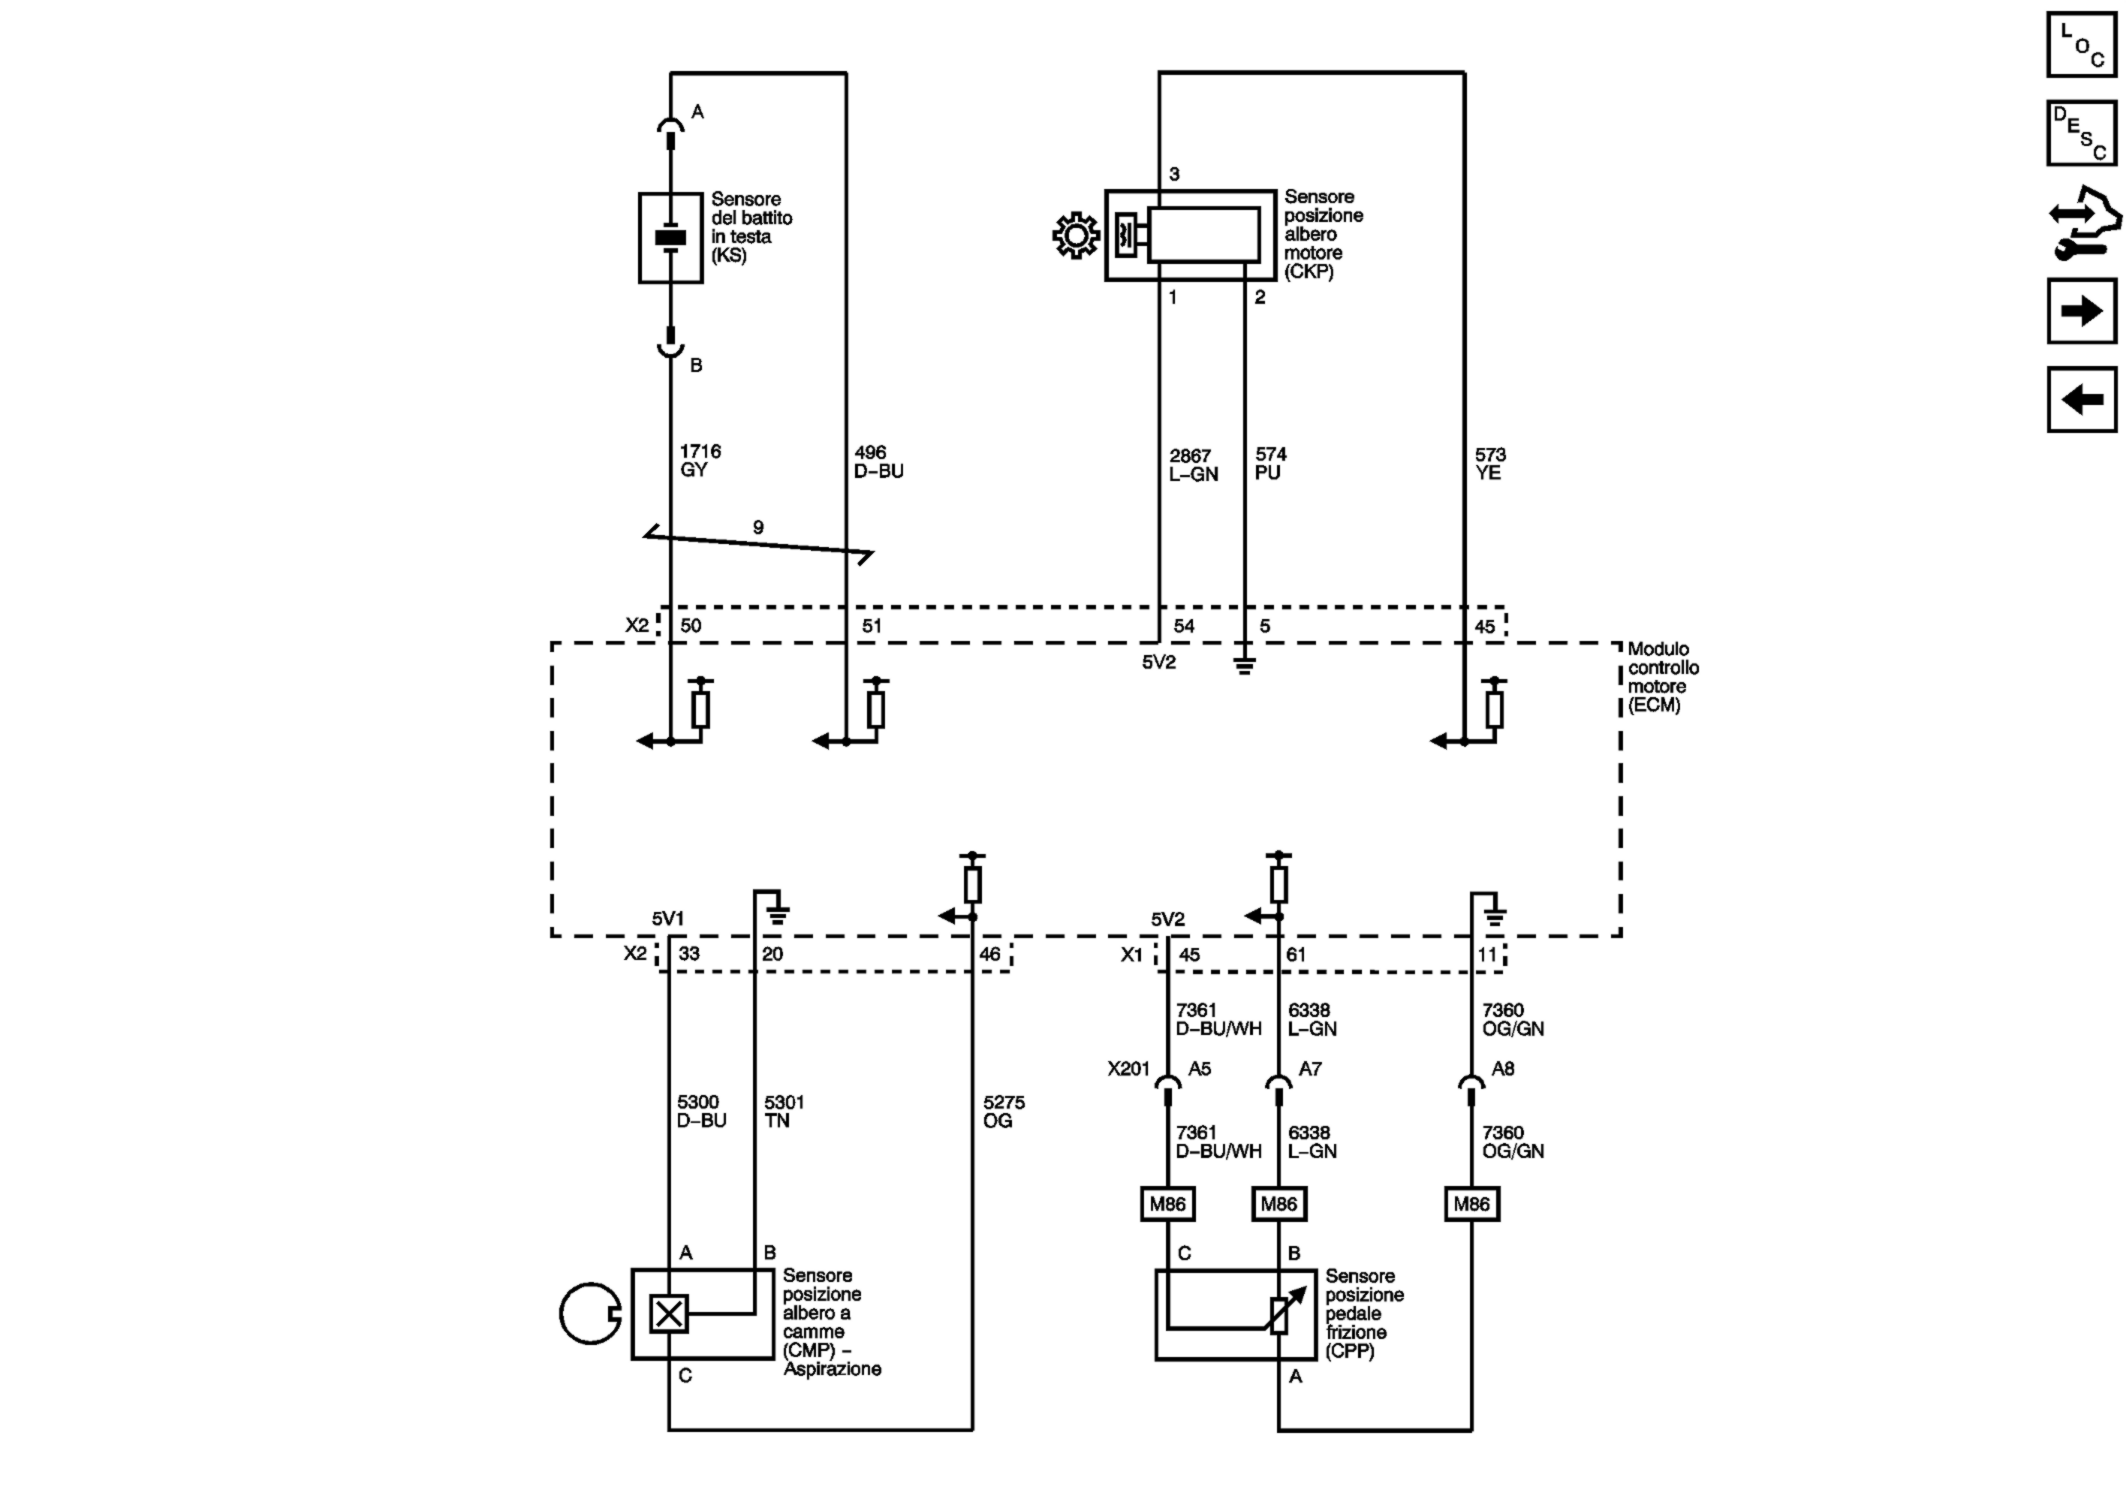 L O C
D E S C
A
Sensore
del battito
in testa
(KS)
B
3
Sensore
posizione
albero
motore
(CKP)
1
2
1716
GY
496
D-BU
2867
L-GN
574
PU
573
YE
9
X2
50
51
54
5
45
5V2
Modulo
controllo
motore
(ECM)
5V1
5V2
X2
33
20
46
X1
45
61
11
7361
D-BU/WH
6338
L-GN
7360
OG/GN
X201
A5
A7
A8
5300
D-BU
5301
TN
5275
OG
7361
D-BU/WH
6338
L-GN
7360
OG/GN
M86
M86
M86
A
B
C
B
Sensore
posizione
albero a
camme
(CMP) -
Aspirazione
C
Sensore
posizione
pedale
frizione
(CPP)
A